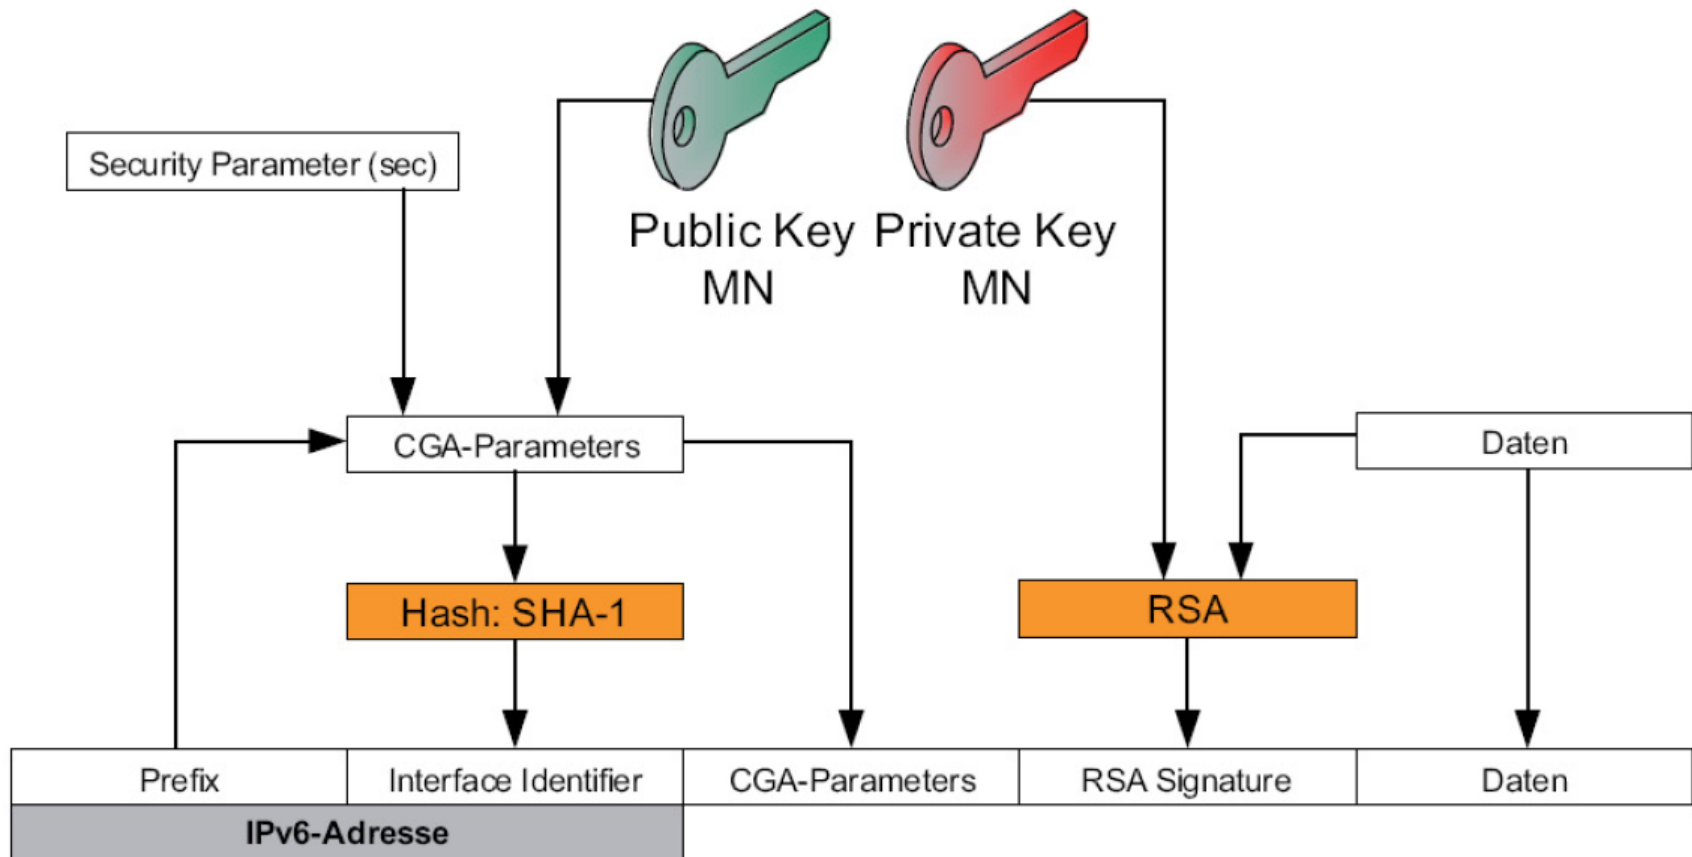 Security Parameter (sec)
Public Key
MN
Private Key
MN
CGA-Parameters
Daten
Hash: SHA-1
RSA
Prefix
Interface Identifier
CGA-Parameters
RSA Signature
Daten
IPv6-Adresse